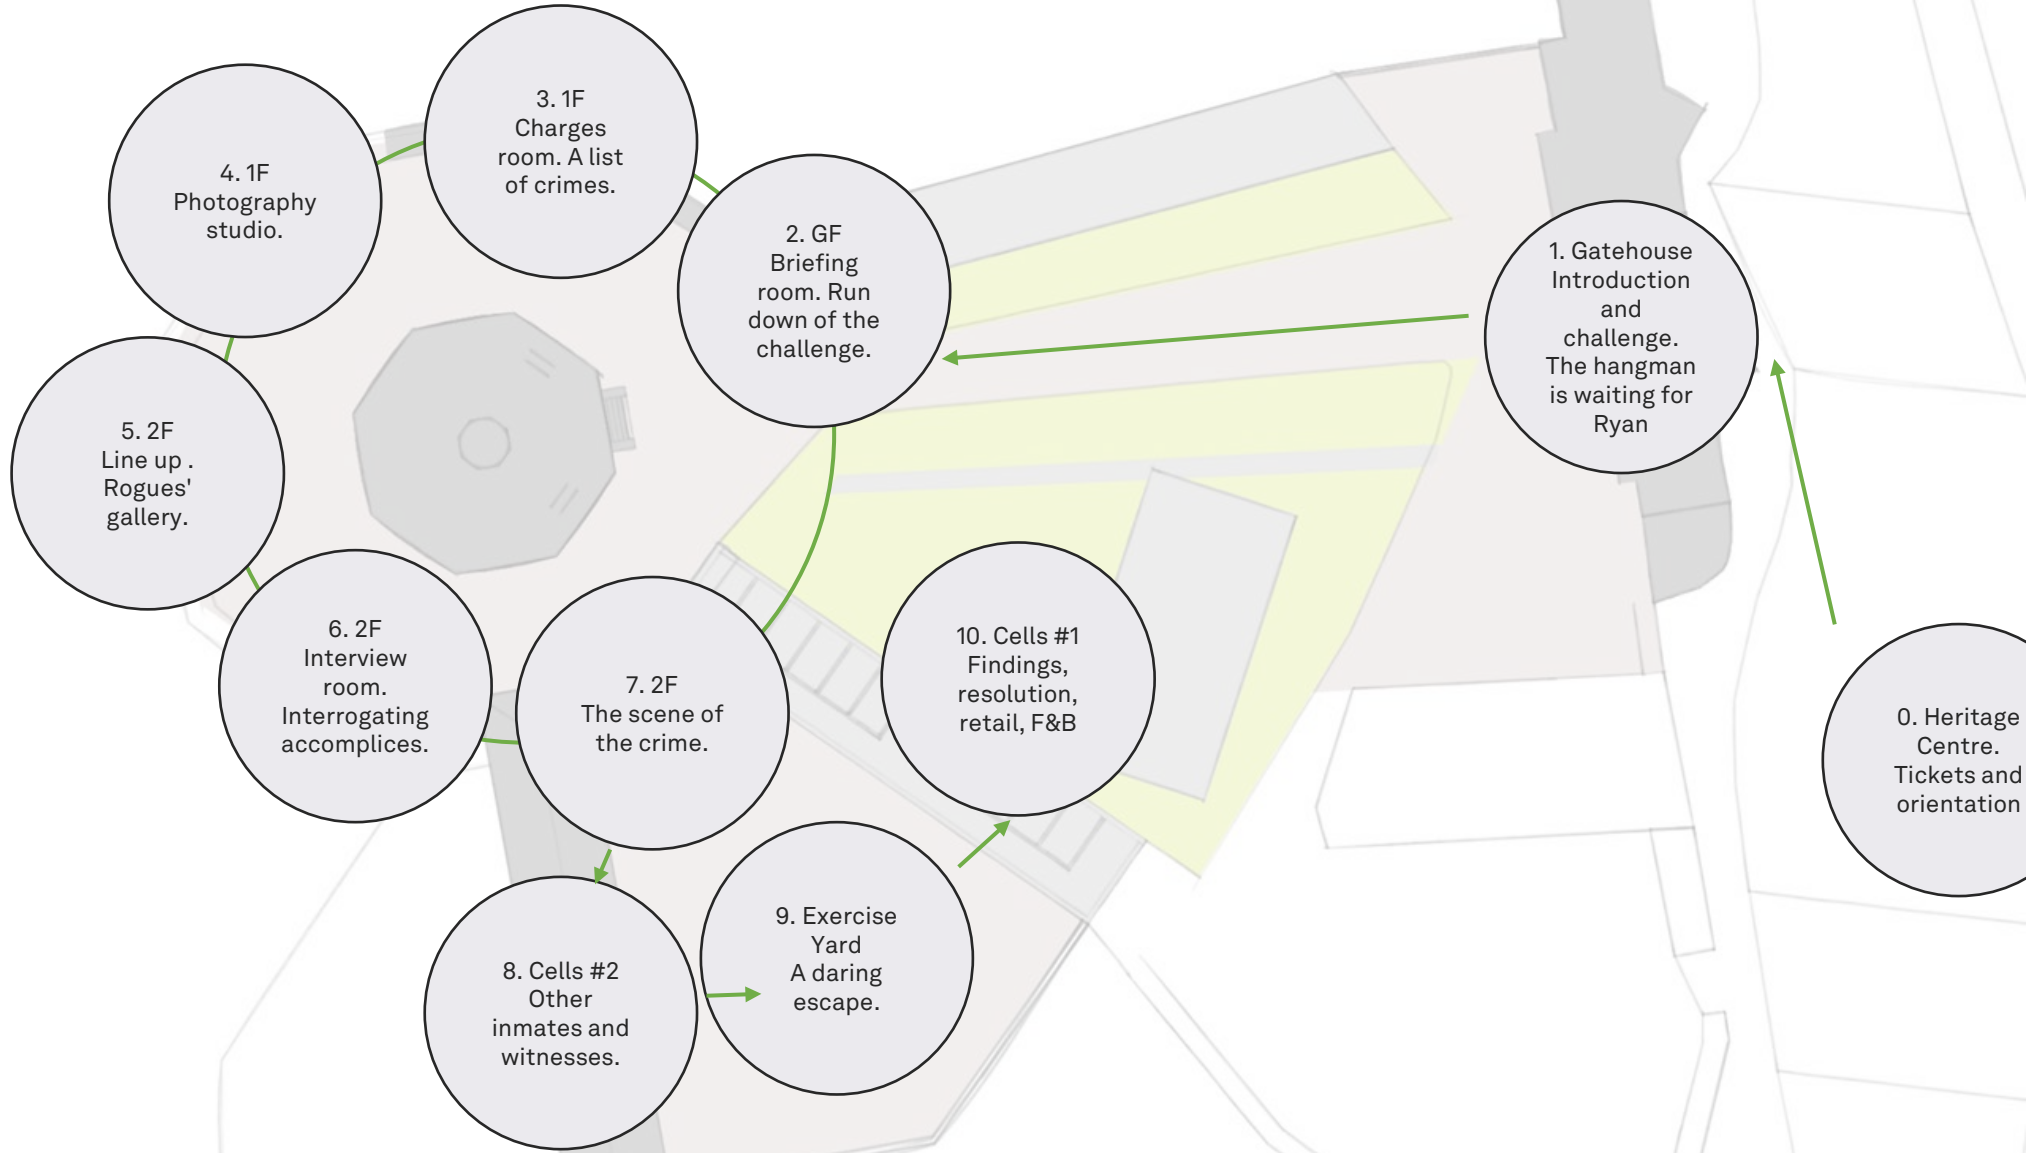 0. Heritage
Centre.
Tickets and
orientation
1. Gatehouse
Introduction
and
challenge.
The hangman
is waiting for
Ryan
2. GF
Briefing
room. Run
down of the
challenge.
3. 1F
Charges
room. A list
of crimes.
4. 1F
Photography
studio.
5. 2F
Line up .
Rogues'
gallery.
6. 2F
Interview
room.
Interrogating
accomplices.
7. 2F
The scene of
the crime.
8. Cells #2
Other
inmates and
witnesses.
9. Exercise
Yard
A daring
escape.
10. Cells #1
Findings,
resolution,
retail, F&B